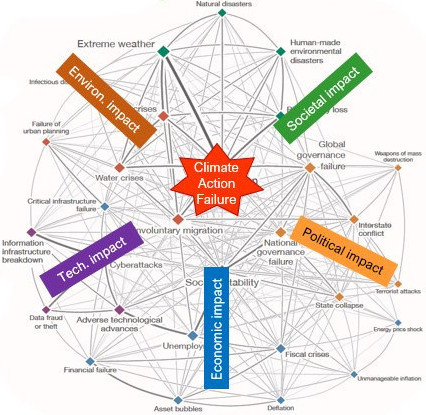 Natural disasters
Extreme weather
Human-made
environmental
disasters
Infectious
Environ. impact
crises
Societal impact
loss
Failure of
urban planning
Global
governance
failure
Weapons of mass
destruction
Water crises
Climate
Action
Failure
Critical infrastructure
failure
Involuntary migration
Interstate
conflict
Information
infrastructure
breakdown
Tech. impact
Cyberattacks
National
governance
failure
Political impact
Terrorist attacks
State collapse
Data fraud
or theft
Adverse technological
advances
Economic impact
Energy price shock
Fiscal crises
Financial failure
Unmanageable inflation
Asset bubbles
Deflation